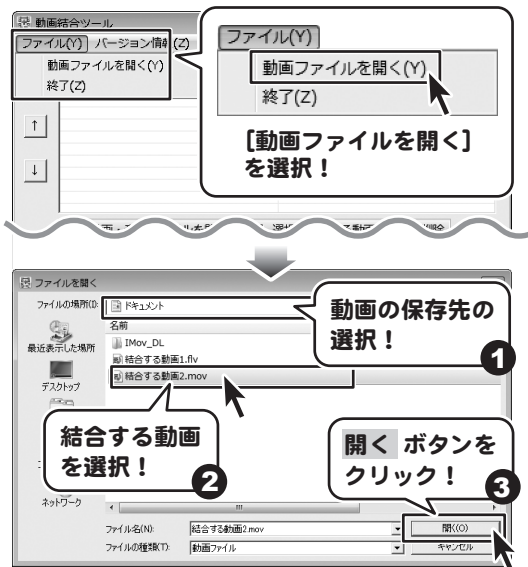 動画結合ツール
ファイル(Y) バージョン情報(Z)
動画ファイルを開く(Y)
終了(Z)
ファイル(Y)
動画ファイルを開く(Y)
終了(Z)
[動画ファイルを開く]
を選択！
↑
↓
ファイルを開く
ファイルの場所(I):
ドキュメント
動画の保存先の
選択！
1
名前
最近表示した場所
IMov_DL
結合する動画1.flv
結合する動画2.mov
デスクトップ
結合する動画
を選択！
2
開く ボタンを
クリック！
3
ネットワーク
ファイル名(N):
結合する動画2.mov
開く(O)
ファイルの種類(T):
動画ファイル
キャンセル